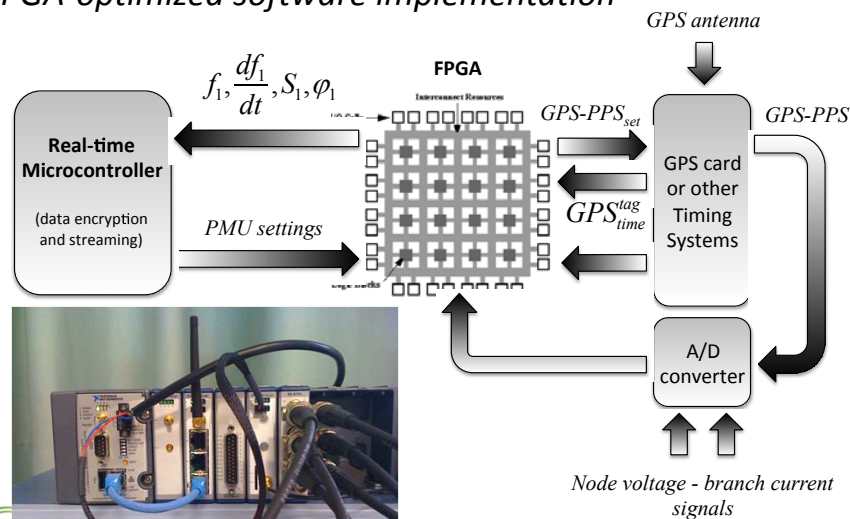 FPGA-optimized software implementation
GPS antenna
FPGA
f₁, df₁/dt, S₁, φ₁
Interconnect Resources
GPS-PPS_set
GPS-PPS
Real-time
Microcontroller
(data encryption
and streaming)
GPS card
or other
Timing
Systems
GPS^tag_time
PMU settings
A/D
converter
Node voltage - branch current
signals